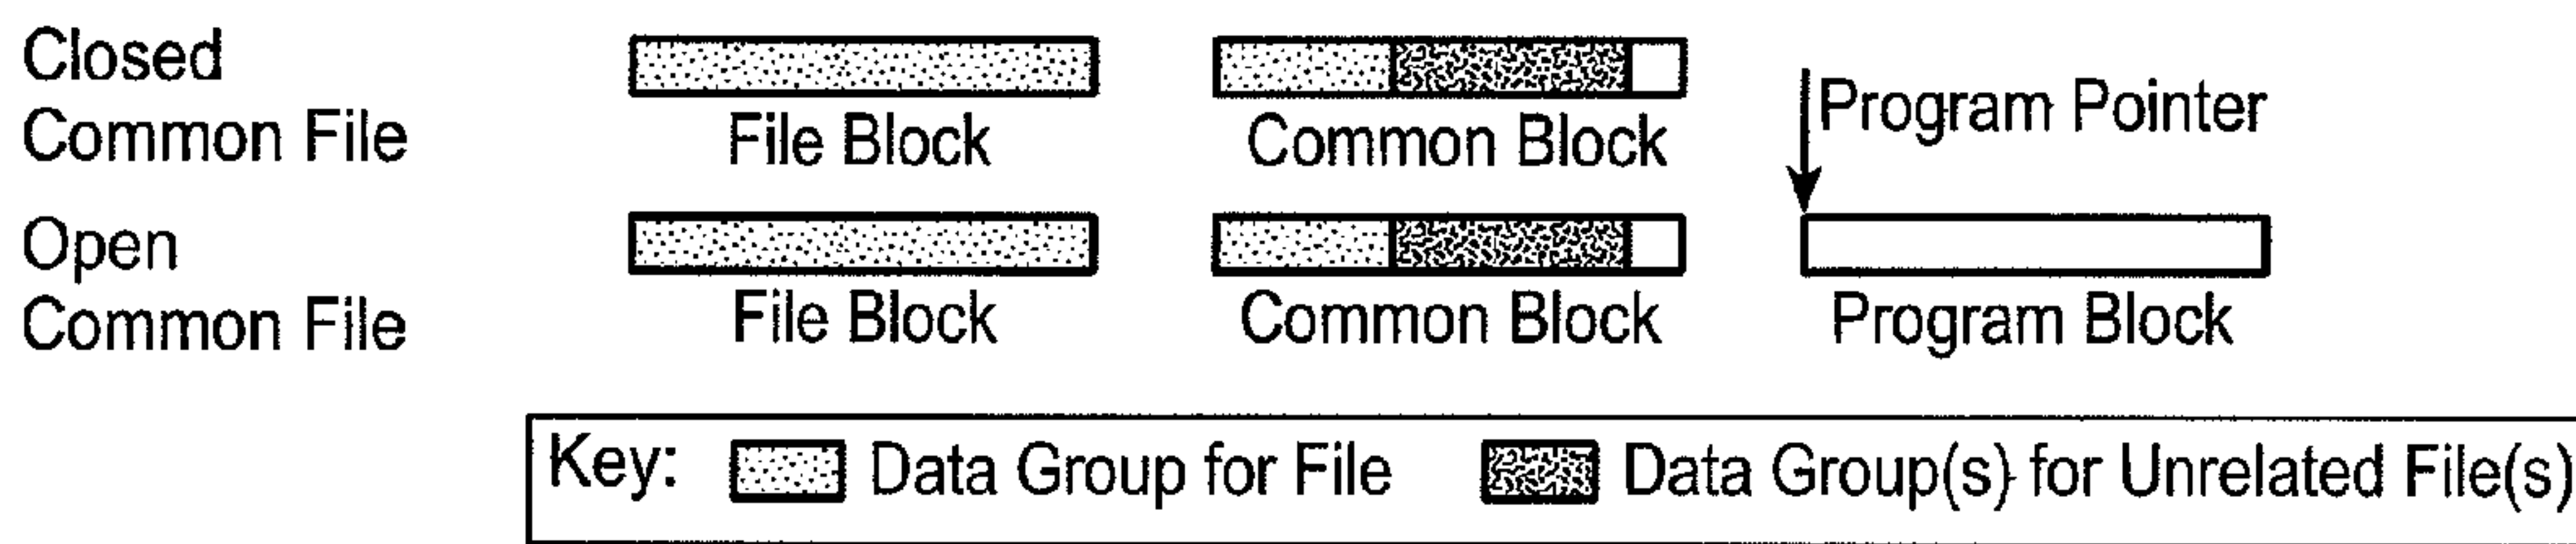 Closed
Common File
File Block
Common Block
Program Pointer
Open
Common File
File Block
Common Block
Program Block
Key: Data Group for File Data Group(s) for Unrelated File(s)